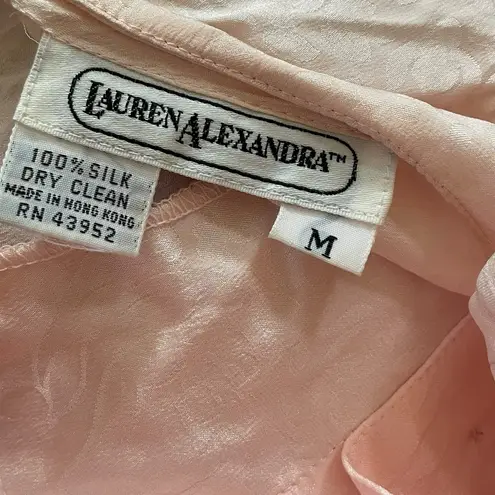 LAUREN ALEXANDRA™
100% SILK
DRY CLEAN
MADE IN HONG KONG
RN 43952
M